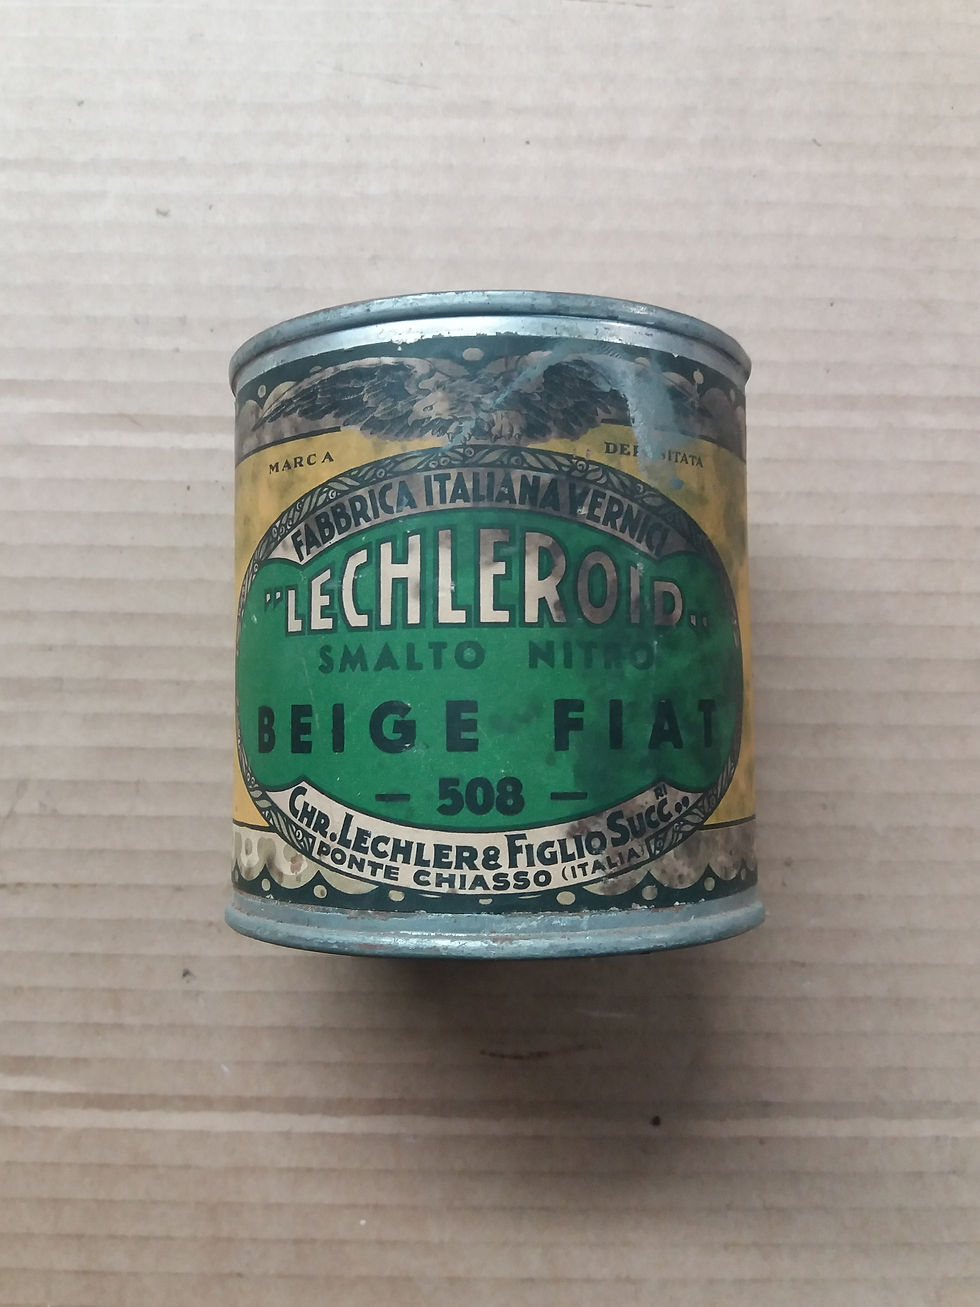 MARCA DEPOSITATA
FABBRICA ITALIANA VERNICI
"LECHLEROID"
SMALTO NITRO
BEIGE FIAT
— 508 —
CHR. LECHLER & FIGLIO SUCC.RI
PONTE CHIASSO (ITALIA)